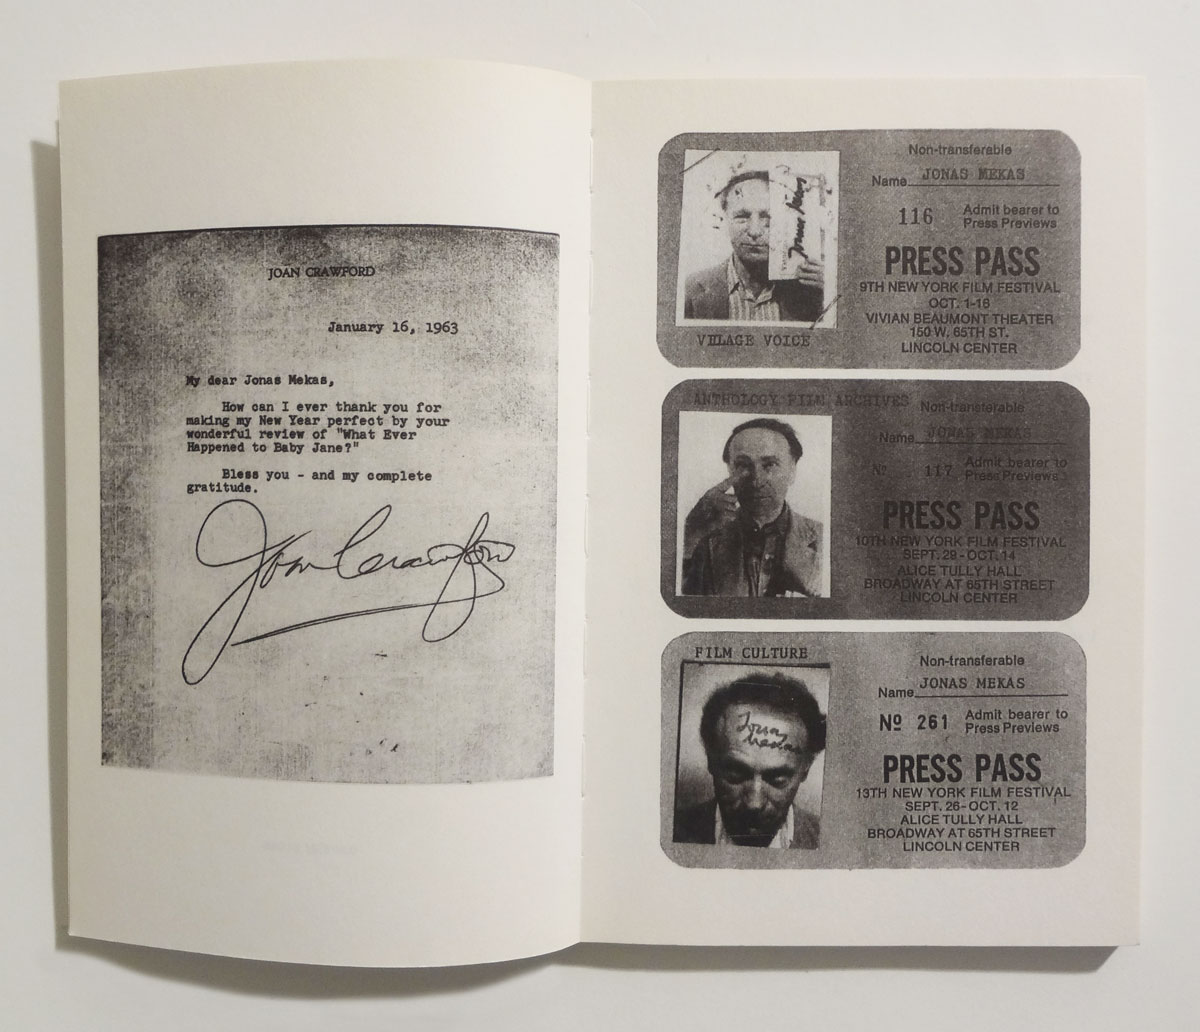 JOAN CRAWFORD
January 16, 1963
My dear Jonas Mekas,
How can I ever thank you for
making my New Year perfect by your
wonderful review of "What Ever
Happened to Baby Jane?"
Bless you - and my complete
gratitude.
Joan Crawford
Non-transferable
Name JONAS MEKAS
116 Admit bearer to
Press Previews
PRESS PASS
9TH NEW YORK FILM FESTIVAL
OCT. 1-16
VIVIAN BEAUMONT THEATER
150 W. 65TH ST.
LINCOLN CENTER
Jonas Mekas
VILLAGE VOICE
ANTHOLOGY FILM ARCHIVES
Non-transferable
Name JONAS MEKAS
No 117 Admit bearer to
Press Previews
PRESS PASS
10TH NEW YORK FILM FESTIVAL
SEPT. 29-OCT. 14
ALICE TULLY HALL
BROADWAY AT 65TH STREET
LINCOLN CENTER
FILM CULTURE
Jonas
Mekas
Non-transferable
Name JONAS MEKAS
No 261 Admit bearer to
Press Previews
PRESS PASS
13TH NEW YORK FILM FESTIVAL
SEPT. 26-OCT. 12
ALICE TULLY HALL
BROADWAY AT 65TH STREET
LINCOLN CENTER